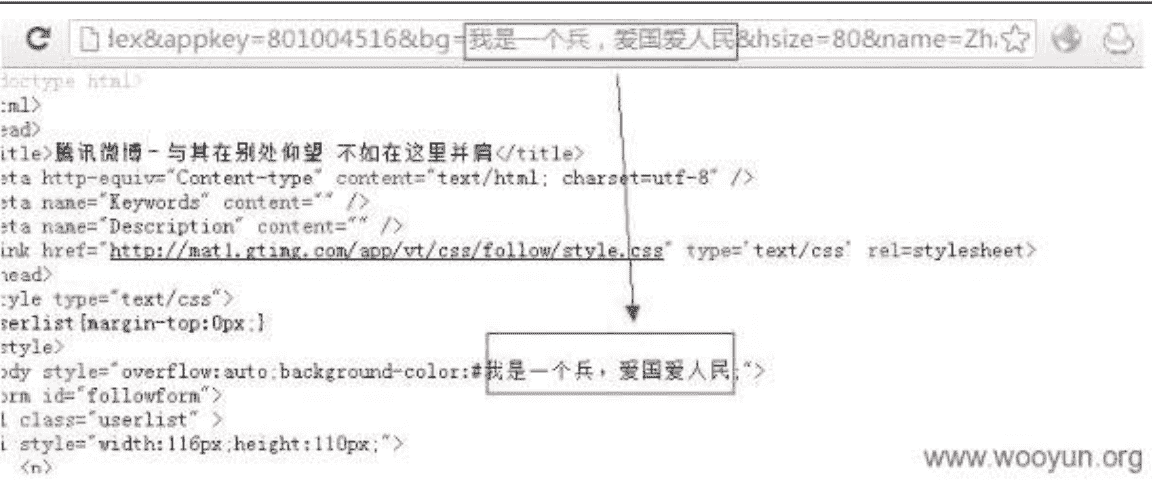 dex&appkey=801004516&bg=我是一个兵，爱国爱人民&hsize=80&name=Zh
doctype html>
tml>
ead>
itle>腾讯微博-与其在别处仰望 不如在这里并肩</title>
eta http-equiv="Content-type" content="text/html; charset=utf-8" />
eta name="Keywords" content="" />
eta name="Description" content="" />
ink href="http://mat1.gtimg.com/app/vt/css/follow/style.css" type='text/css' rel=stylesheet>
head>
tyle type="text/css">
serlist{margin-top:0px;}
style>
ody style="overflow:auto;background-color:#我是一个兵，爱国爱人民;">
orm id="followform">
l class="userlist" >
i style="width:116px;height:110px;">
<p>
www.wooyun.org